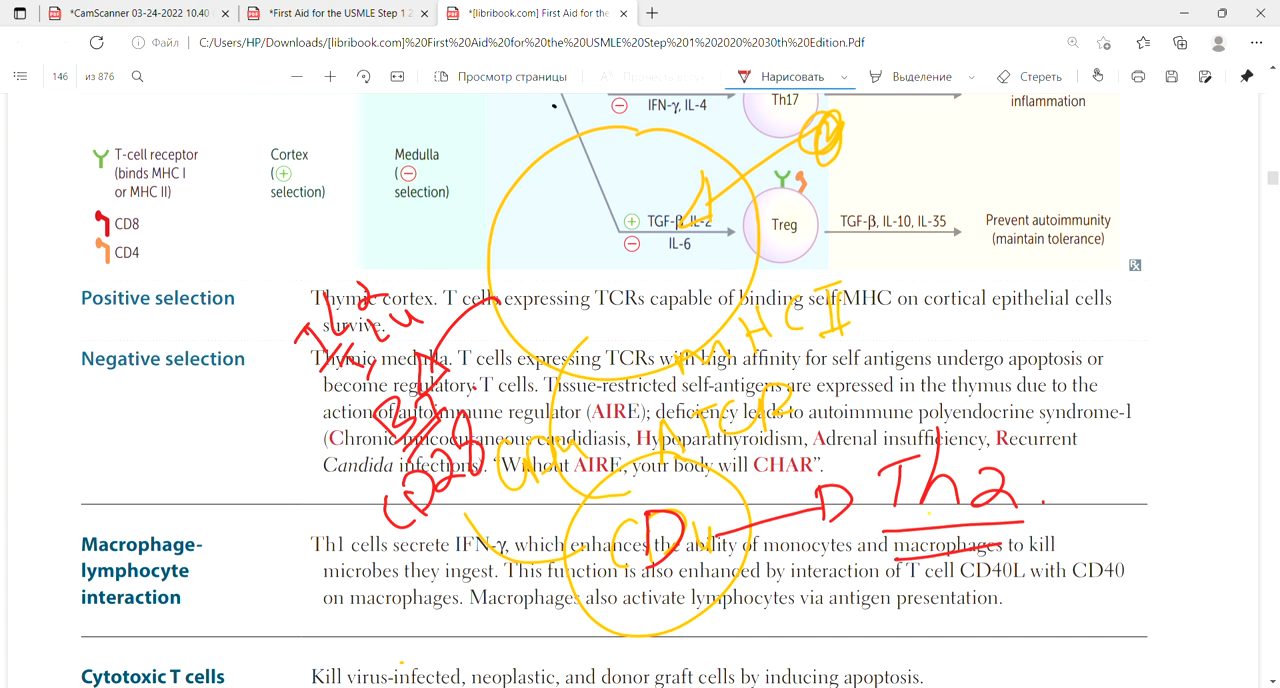 *CamScanner 03-24-2022 10.40
*First Aid for the USMLE Step 1 2
*[libribook.com] First Aid for the
Файл
C:/Users/HP/Downloads/[libribook.com]%20First%20Aid%20for%20the%20USMLE%20Step%201%202020%2030th%20Edition.Pdf
146 из 876
Просмотр страницы
Нарисовать
Выделение
Стереть
IFN-γ, IL-4
Th17
inflammation
T-cell receptor
(binds MHC I
or MHC II)
CD8
CD4
Cortex
(+
selection)
Medulla
(−
selection)
+ TGF-β, IL-2
− IL-6
Treg
TGF-β, IL-10, IL-35
Prevent autoimmunity
(maintain tolerance)
Positive selection
Thymic cortex. T cells expressing TCRs capable of binding self-MHC on cortical epithelial cells
survive.
Negative selection
Thymic medulla. T cells expressing TCRs with high affinity for self antigens undergo apoptosis or
become regulatory T cells. Tissue-restricted self-antigens are expressed in the thymus due to the
action of autoimmune regulator (AIRE); deficiency leads to autoimmune polyendocrine syndrome-1
(Chronic mucocutaneous candidiasis, Hypoparathyroidism, Adrenal insufficiency, Recurrent
Candida infections). “Without AIRE, your body will CHAR”.
Macrophage-
lymphocyte
interaction
Th1 cells secrete IFN-γ, which enhances the ability of monocytes and macrophages to kill
microbes they ingest. This function is also enhanced by interaction of T cell CD40L with CD40
on macrophages. Macrophages also activate lymphocytes via antigen presentation.
Cytotoxic T cells
Kill virus-infected, neoplastic, and donor graft cells by inducing apoptosis.
MHC II
TCR
CD28
CD4
Th2